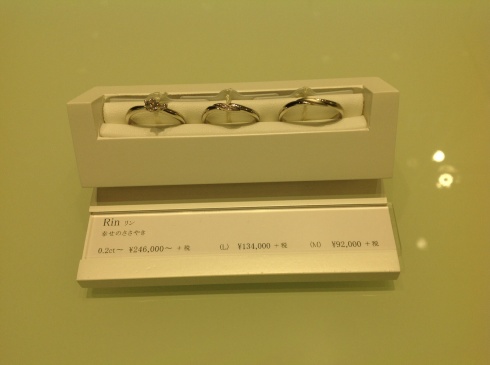 Rin リン
幸せのささやき
0.2ct～ ¥246,000～ +税 (L) ¥134,000 +税 (M) ¥92,000 +税